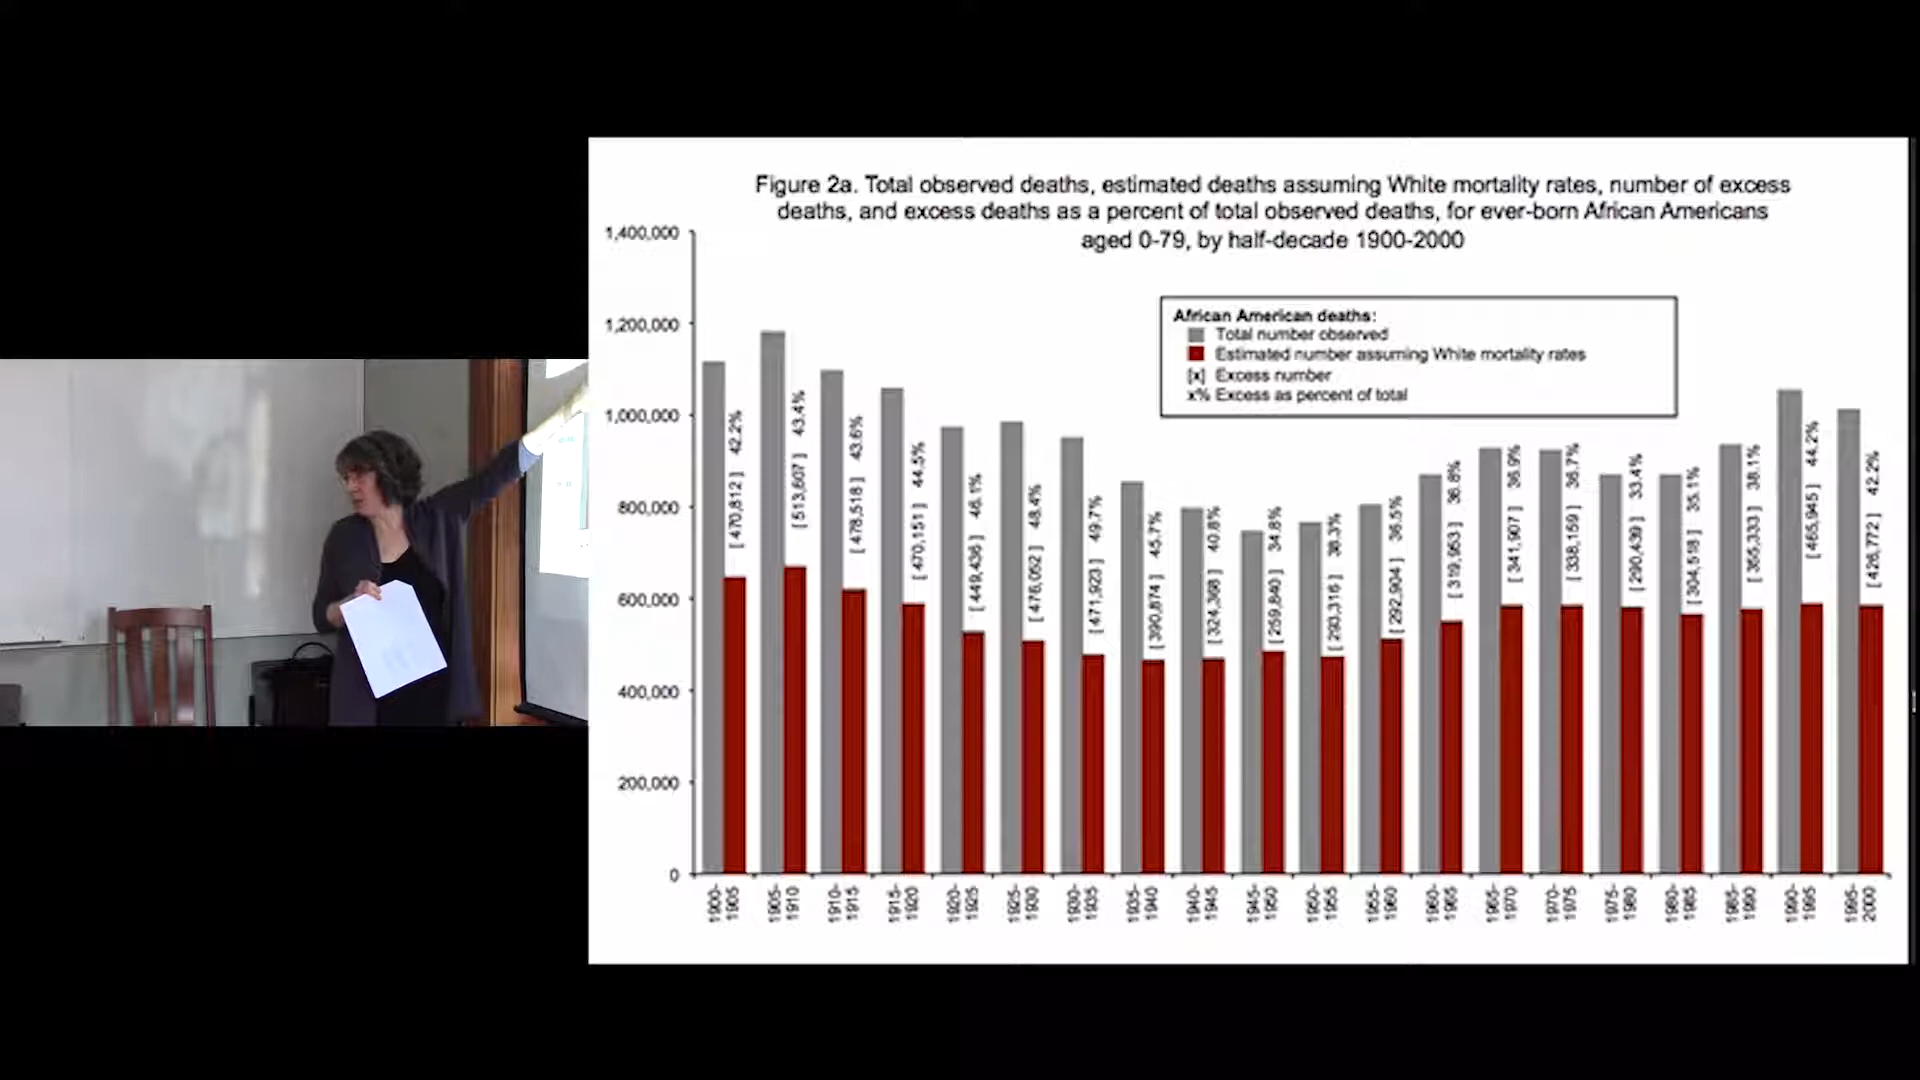 Figure 2a. Total observed deaths, estimated deaths assuming White mortality rates, number of excess
deaths, and excess deaths as a percent of total observed deaths, for ever-born African Americans
aged 0-79, by half-decade 1900-2000
African American deaths:
Total number observed
Estimated number assuming White mortality rates
[x] Excess number
x% Excess as percent of total
1,400,000
1,200,000
1,000,000
800,000
600,000
400,000
200,000
0
[ 470,812 ] 42.2%
[ 513,607 ] 43.4%
[ 478,518 ] 43.6%
[ 470,151 ] 44.5%
[ 449,436 ] 46.1%
[ 476,052 ] 48.4%
[ 471,923 ] 49.7%
[ 390,874 ] 45.7%
[ 324,368 ] 40.8%
[ 259,840 ] 34.8%
[ 293,316 ] 38.3%
[ 292,904 ] 36.5%
[ 319,953 ] 36.8%
[ 341,907 ] 36.9%
[ 338,159 ] 36.7%
[ 290,439 ] 33.4%
[ 304,518 ] 35.1%
[ 355,333 ] 38.1%
[ 465,945 ] 44.2%
[ 426,772 ] 42.2%
1900-
1905
1905-
1910
1910-
1915
1915-
1920
1920-
1925
1925-
1930
1930-
1935
1935-
1940
1940-
1945
1945-
1950
1950-
1955
1955-
1960
1960-
1965
1965-
1970
1970-
1975
1975-
1980
1980-
1985
1985-
1990
1990-
1995
1995-
2000